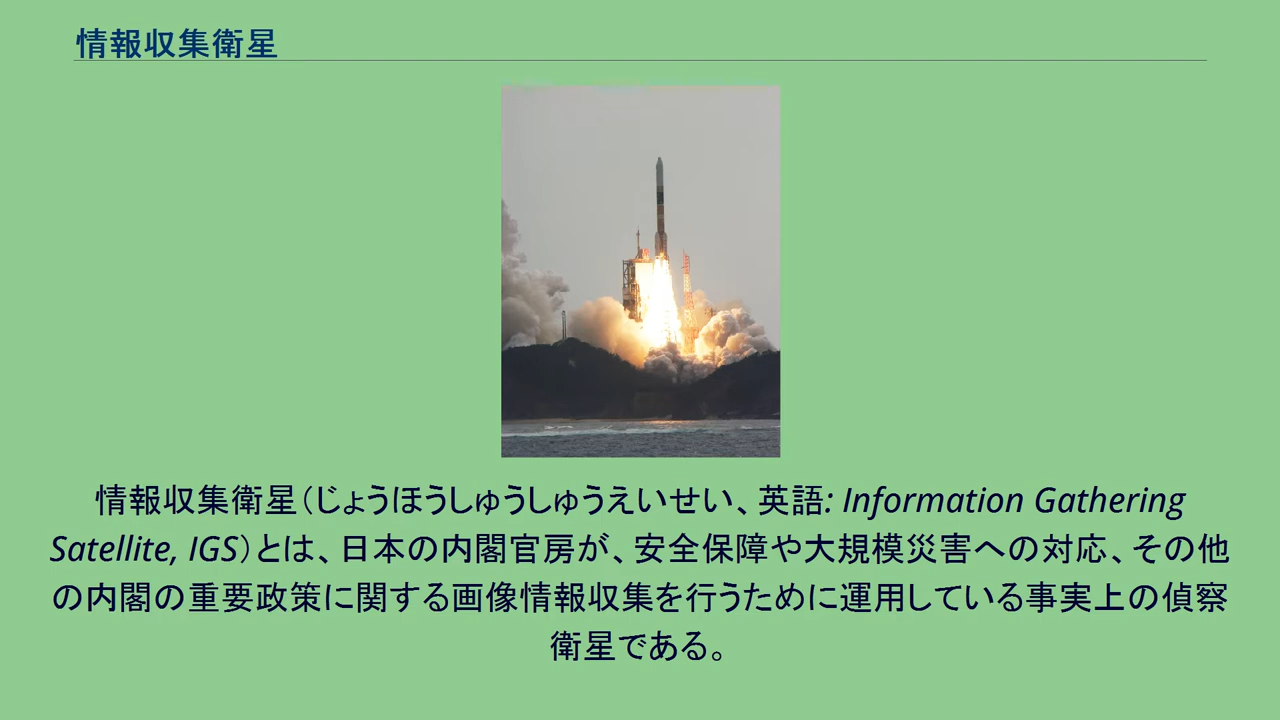 情報収集衛星
情報収集衛星(じょうほうしゅうしゅうえいせい、英語: Information Gathering
Satellite, IGS)とは、日本の内閣官房が、安全保障や大規模災害への対応、その他
の内閣の重要政策に関する画像情報収集を行うために運用している事実上の偵察
衛星である。